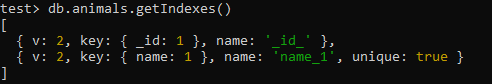 test> db.animals.getIndexes()
[
  { v: 2, key: { _id: 1 }, name: '_id_' },
  { v: 2, key: { name: 1 }, name: 'name_1', unique: true }
]